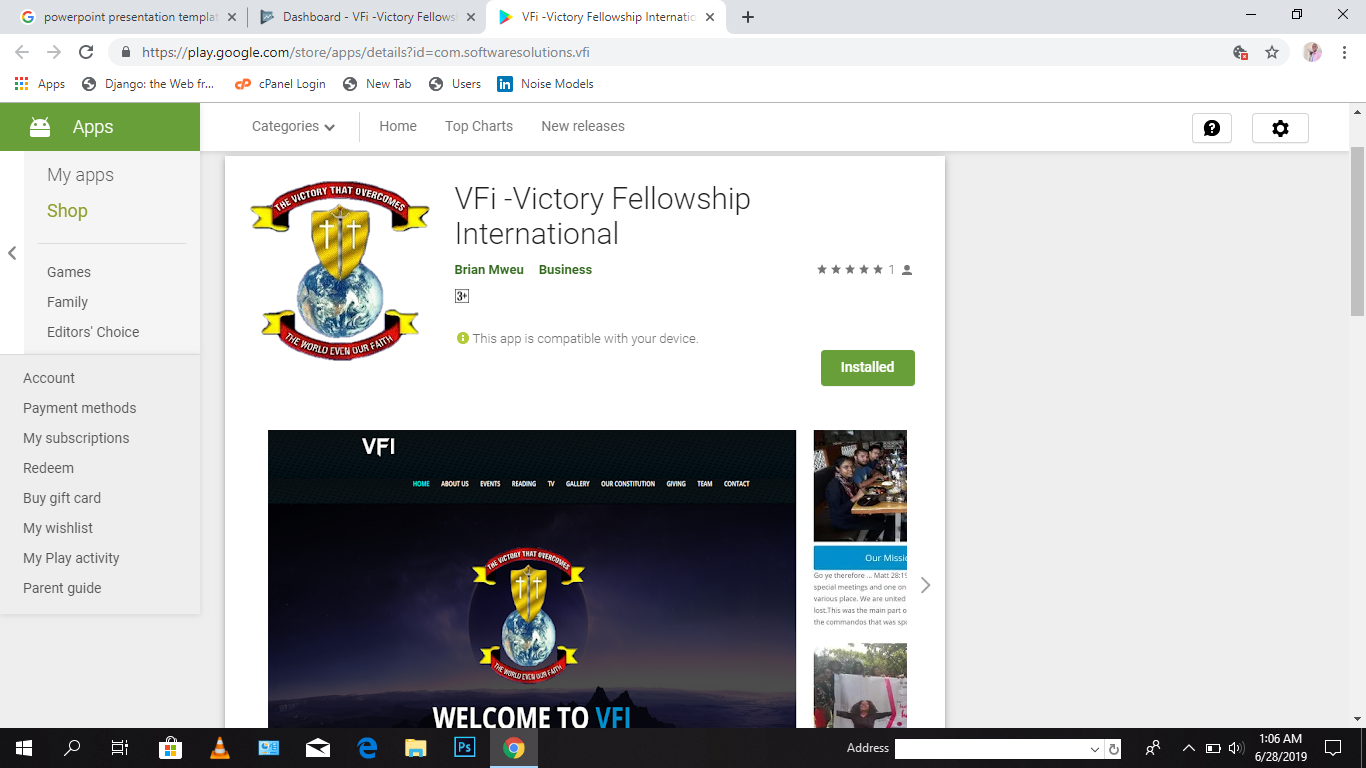 powerpoint presentation templat
Dashboard - VFi -Victory Fellows
VFi -Victory Fellowship Internatio
https://play.google.com/store/apps/details?id=com.softwaresolutions.vfi
Apps
Django: the Web fr...
cPanel Login
New Tab
Users
Noise Models
Apps
Categories
Home
Top Charts
New releases
My apps
Shop
Games
Family
Editors' Choice
Account
Payment methods
My subscriptions
Redeem
Buy gift card
My wishlist
My Play activity
Parent guide
THE VICTORY THAT OVERCOMES
THE WORLD EVEN OUR FAITH
VFi -Victory Fellowship
International
Brian Mweu Business
1
3+
This app is compatible with your device.
Installed
VFI
HOME ABOUT US EVENTS READING TV GALLERY OUR CONSTITUTION GIVING TEAM CONTACT
THE VICTORY THAT OVERCOMES
THE WORLD EVEN OUR FAITH
WELCOME TO VFI
Our Missio
Go ye therefore ... Matt 28:19
special meetings and one on
various place. We are united
lost.This was the main part o
the commandos that was sp
Address
1:06 AM
6/28/2019
Ps